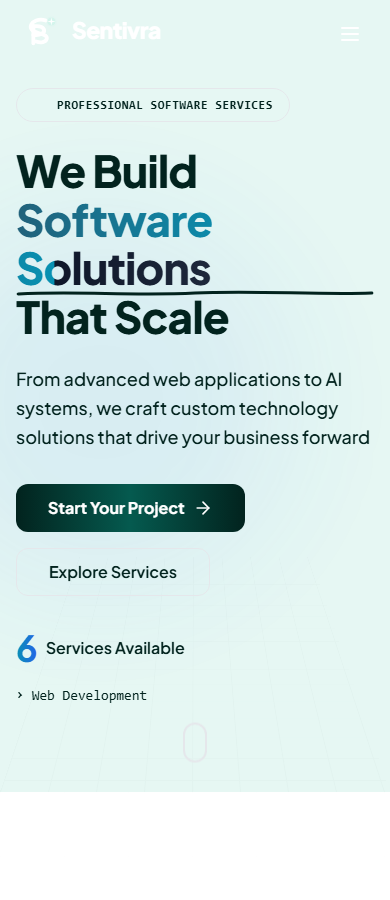 Sentivra
PROFESSIONAL SOFTWARE SERVICES
We Build
Software
Solutions
That Scale
From advanced web applications to AI
systems, we craft custom technology
solutions that drive your business forward
Start Your Project →
Explore Services
6 Services Available
› Web Development